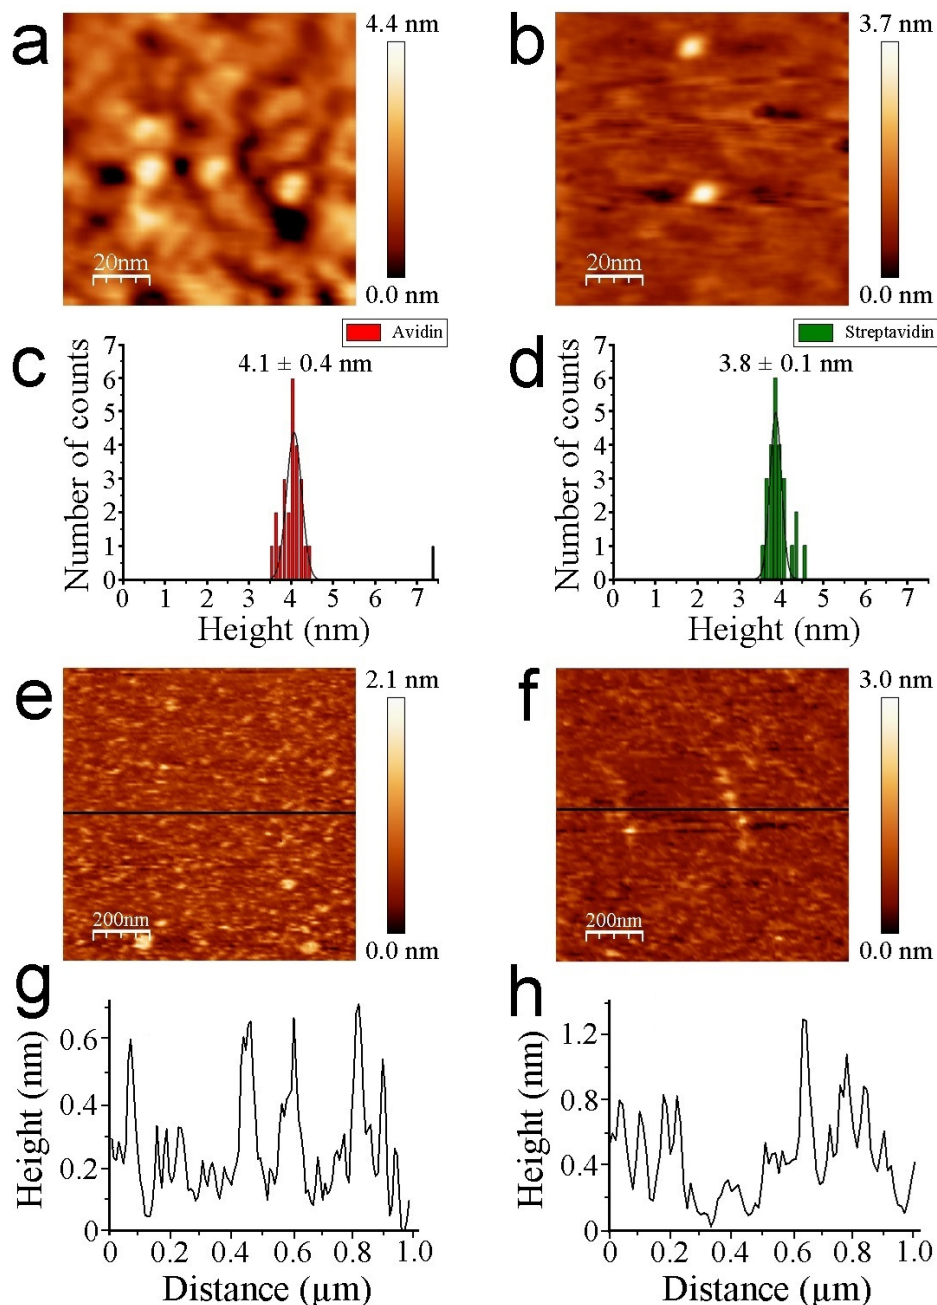 a
4.4 nm
20nm
0.0 nm
b
3.7 nm
20nm
0.0 nm
c
Avidin
4.1 ± 0.4 nm
Number of counts
7
6
5
4
3
2
1
0
0 1 2 3 4 5 6 7
Height (nm)
d
Streptavidin
3.8 ± 0.1 nm
Number of counts
7
6
5
4
3
2
1
0
0 1 2 3 4 5 6 7
Height (nm)
e
2.1 nm
200nm
0.0 nm
f
3.0 nm
200nm
0.0 nm
g
Height (nm)
0.6
0.4
0.2
0
0 0.2 0.4 0.6 0.8 1.0
Distance (µm)
h
Height (nm)
1.2
0.8
0.4
0
0 0.2 0.4 0.6 0.8 1.0
Distance (µm)